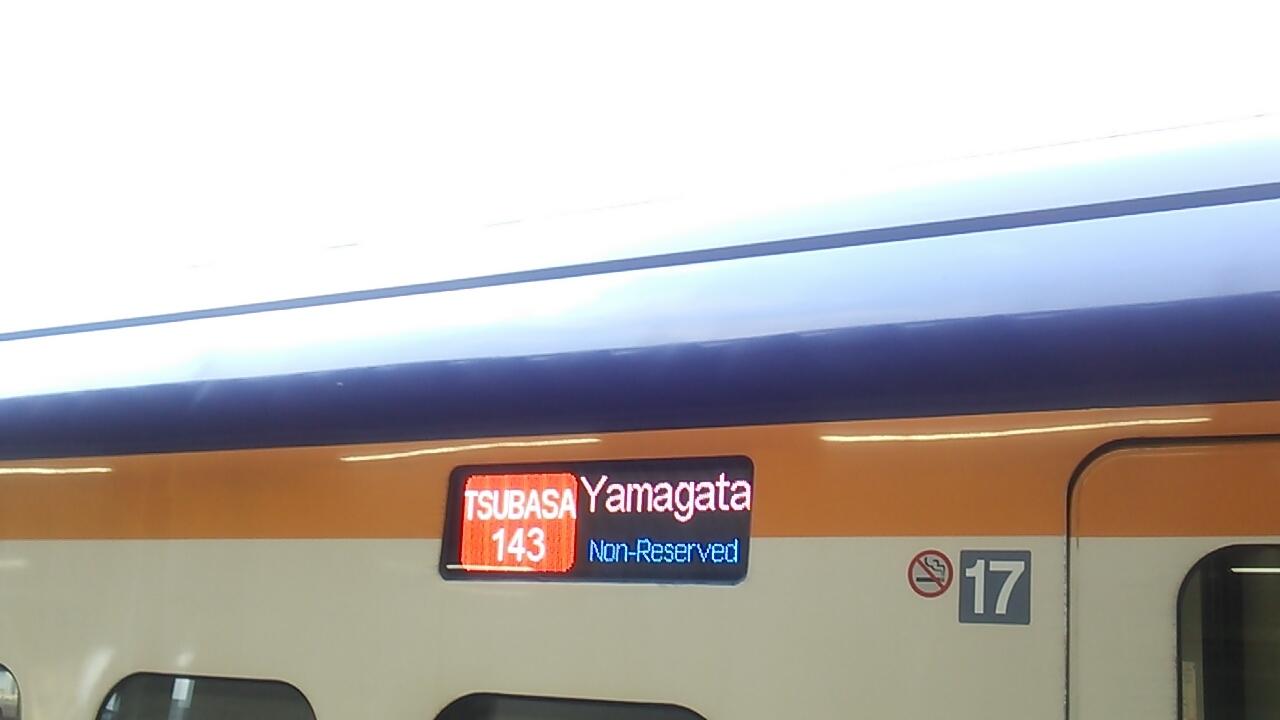 TSUBASA
143
Yamagata
Non-Reserved
17